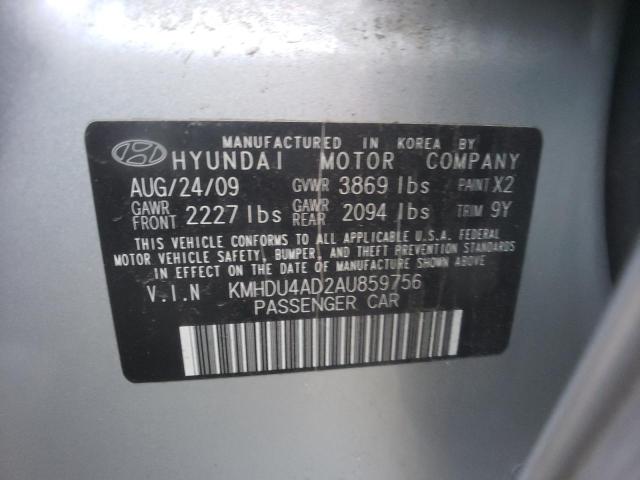 MANUFACTURED IN KOREA BY
HYUNDAI MOTOR COMPANY
AUG/24/09 GVWR 3869 lbs PAINT X2
GAWR FRONT 2227 lbs GAWR REAR 2094 lbs TRIM 9Y
THIS VEHICLE CONFORMS TO ALL APPLICABLE U.S.A. FEDERAL
MOTOR VEHICLE SAFETY, BUMPER, AND THEFT PREVENTION STANDARDS
IN EFFECT ON THE DATE OF MANUFACTURE SHOWN ABOVE
V.I.N KMHDU4AD2AU859756
PASSENGER CAR